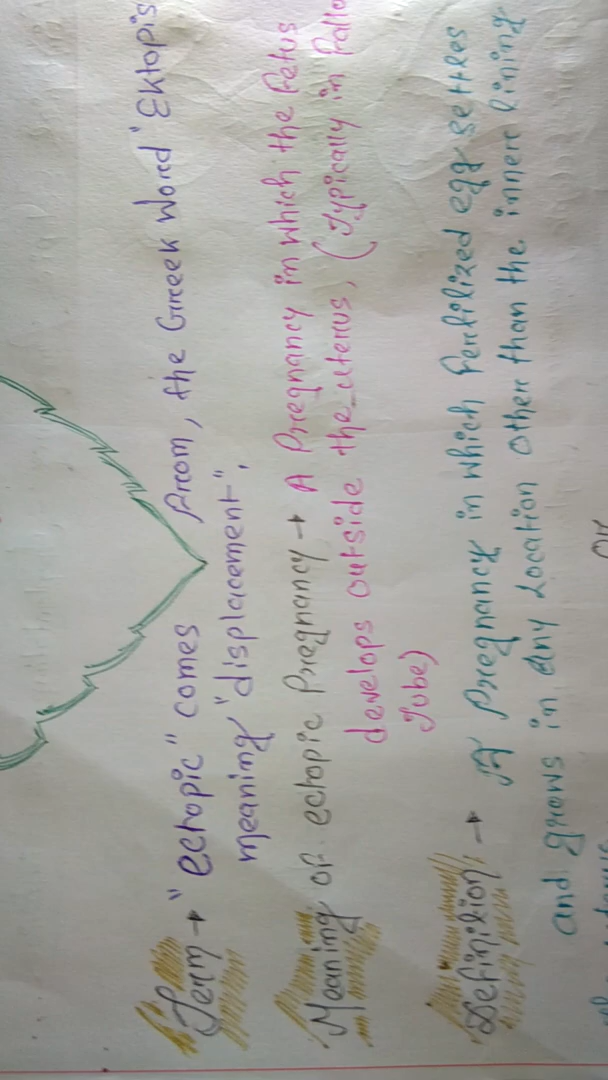 Term → "ectopic" comes from, the Greek Word "Ektopis
meaning "displacement".
Meaning of ectopic Pregnancy → A Pregnancy in which the fetus
develops outside the uterus, (Typically in fallo
Tube)
Definition: → A Pregnancy in which fertilized egg settles
and grows in any Location other than the inner lining
or